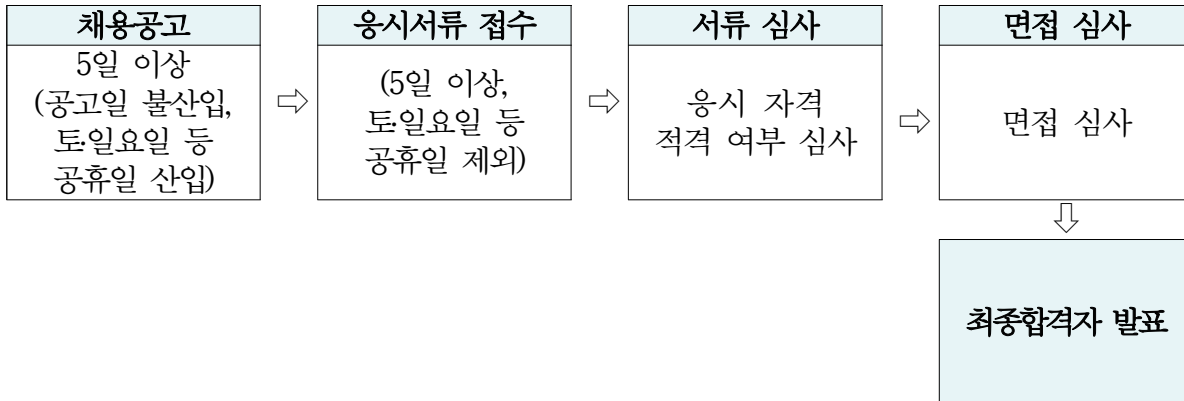 채용공고
5일 이상
(공고일 불산입,
토·일요일 등
공휴일 산입)
⇨
응시서류 접수
(5일 이상,
토·일요일 등
공휴일 제외)
⇨
서류 심사
응시 자격
적격 여부 심사
⇨
면접 심사
면접 심사
⇩
최종합격자 발표